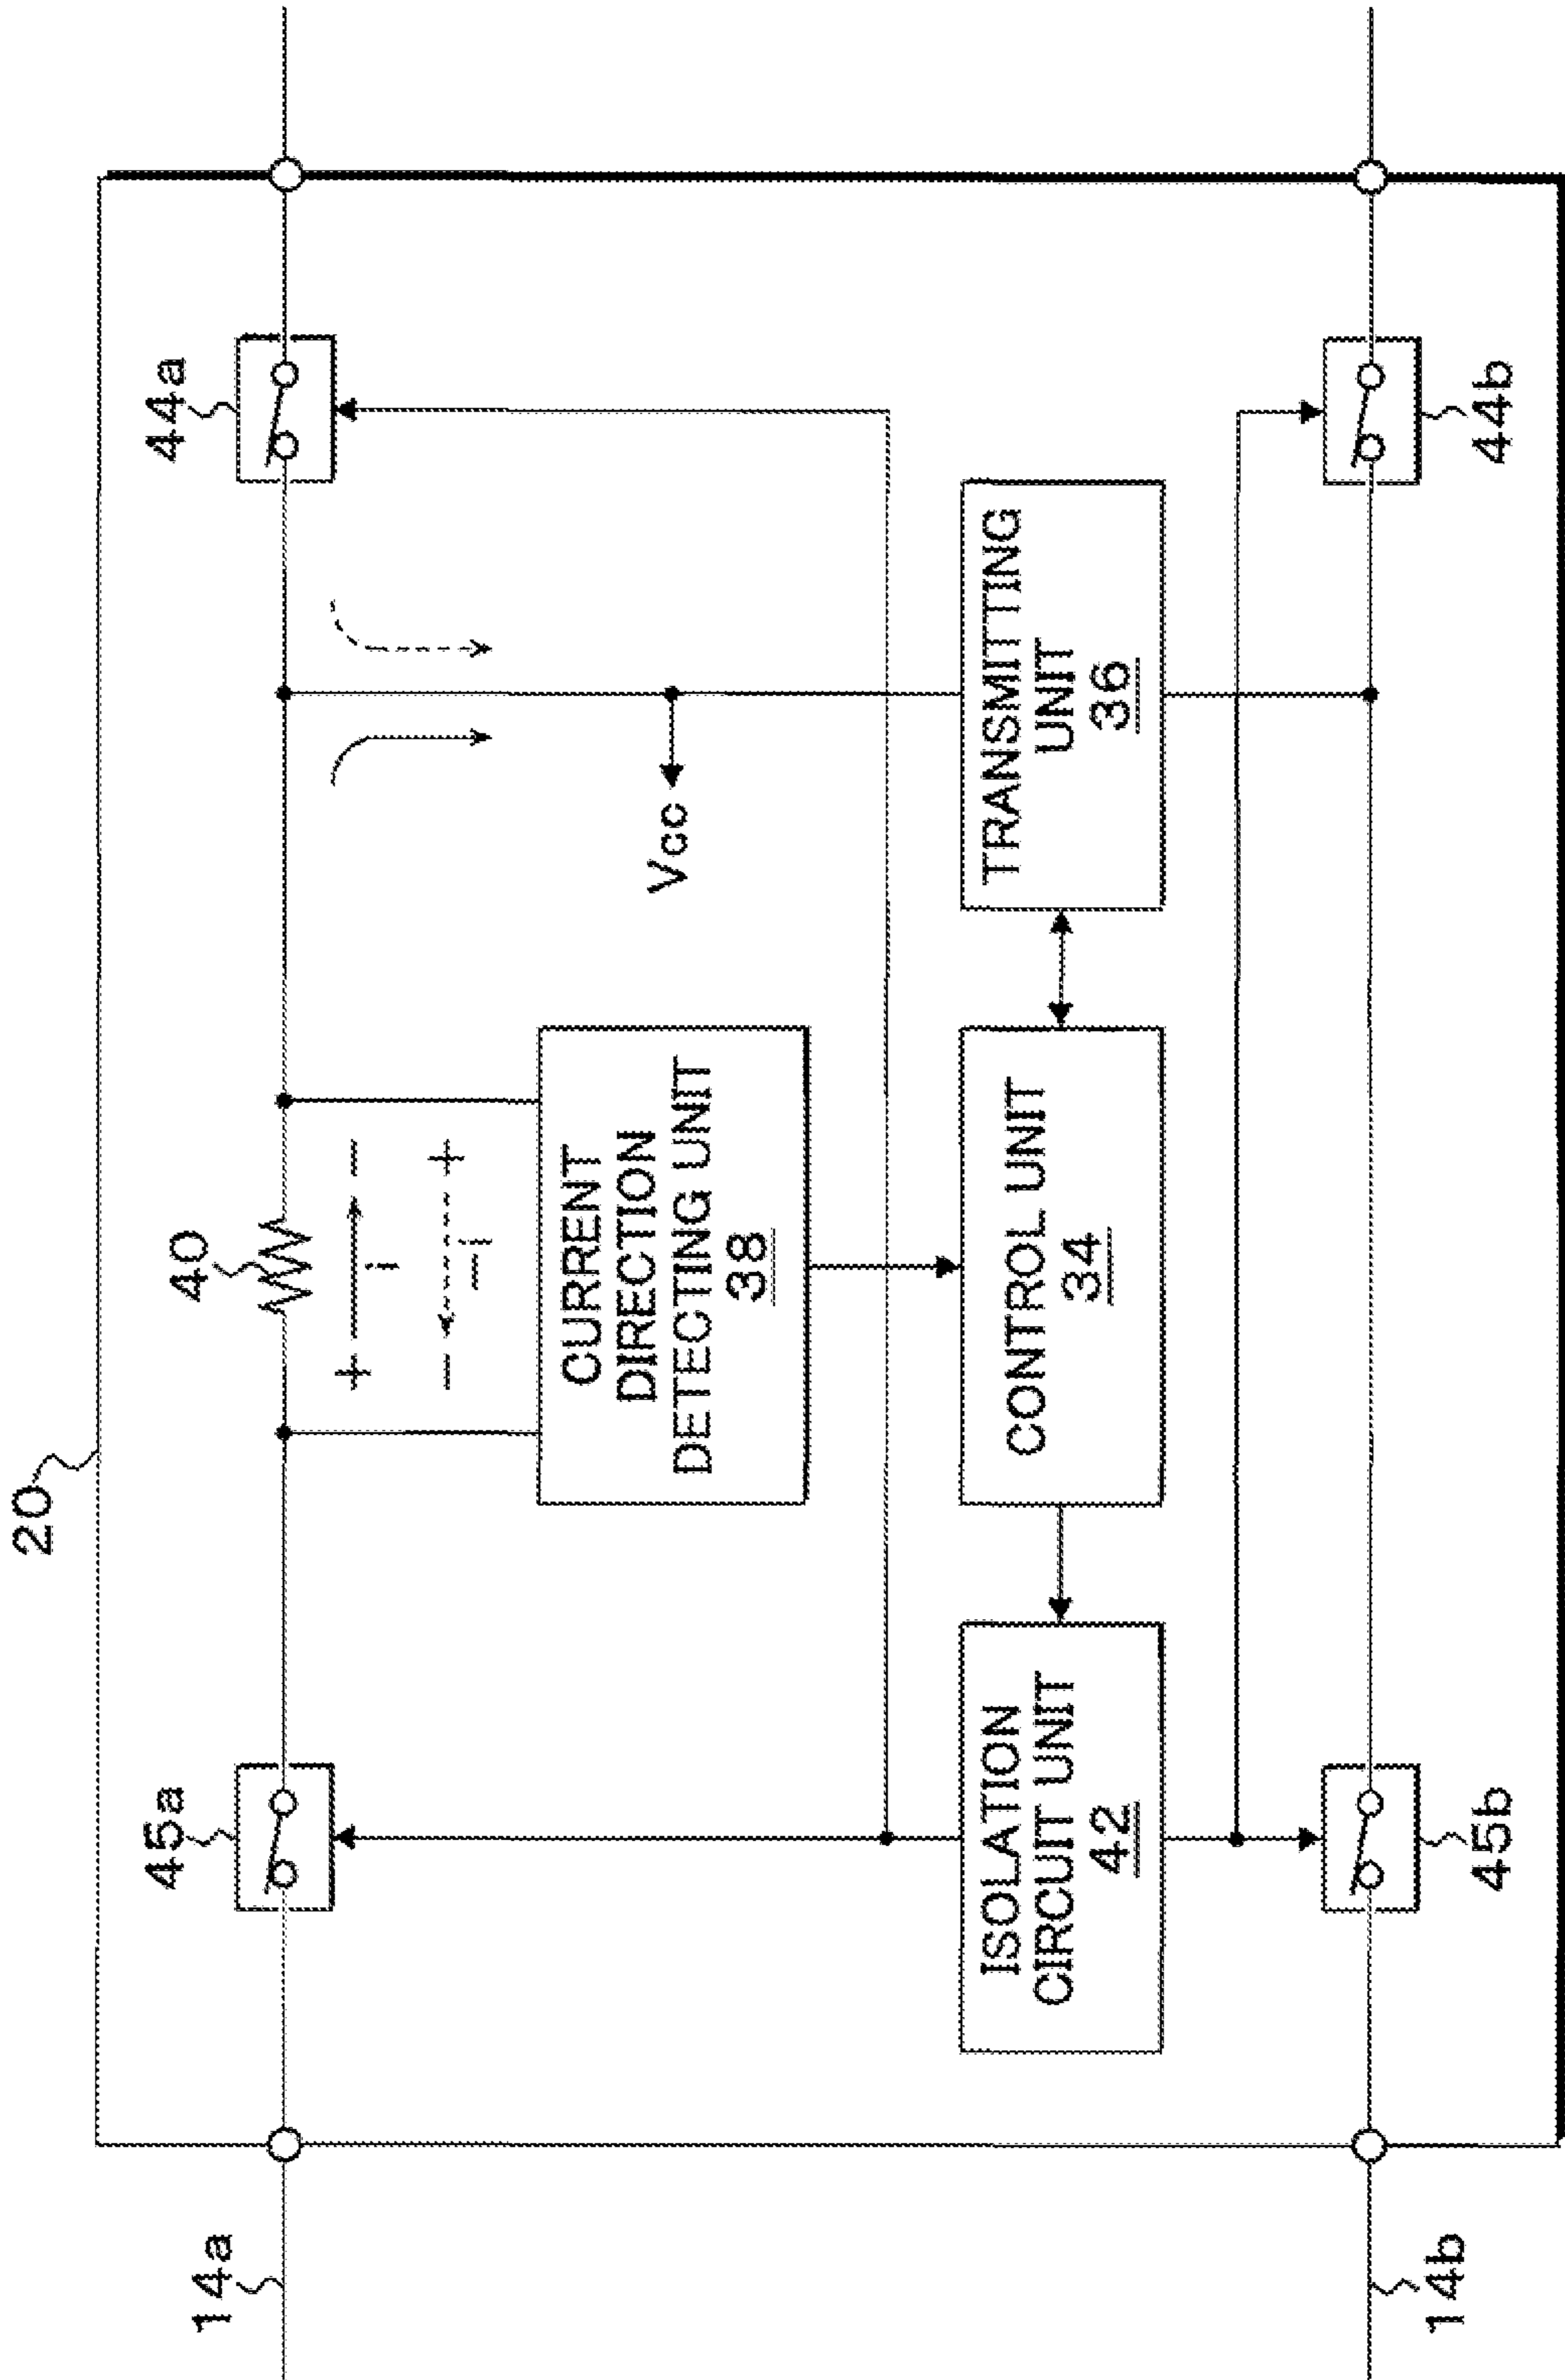 20
45a
40
44a
+ −
i
− +
−i
14a
CURRENT
DIRECTION
DETECTING UNIT
38
Vcc
ISOLATION
CIRCUIT UNIT
42
CONTROL UNIT
34
TRANSMITTING
UNIT
36
14b
45b
44b